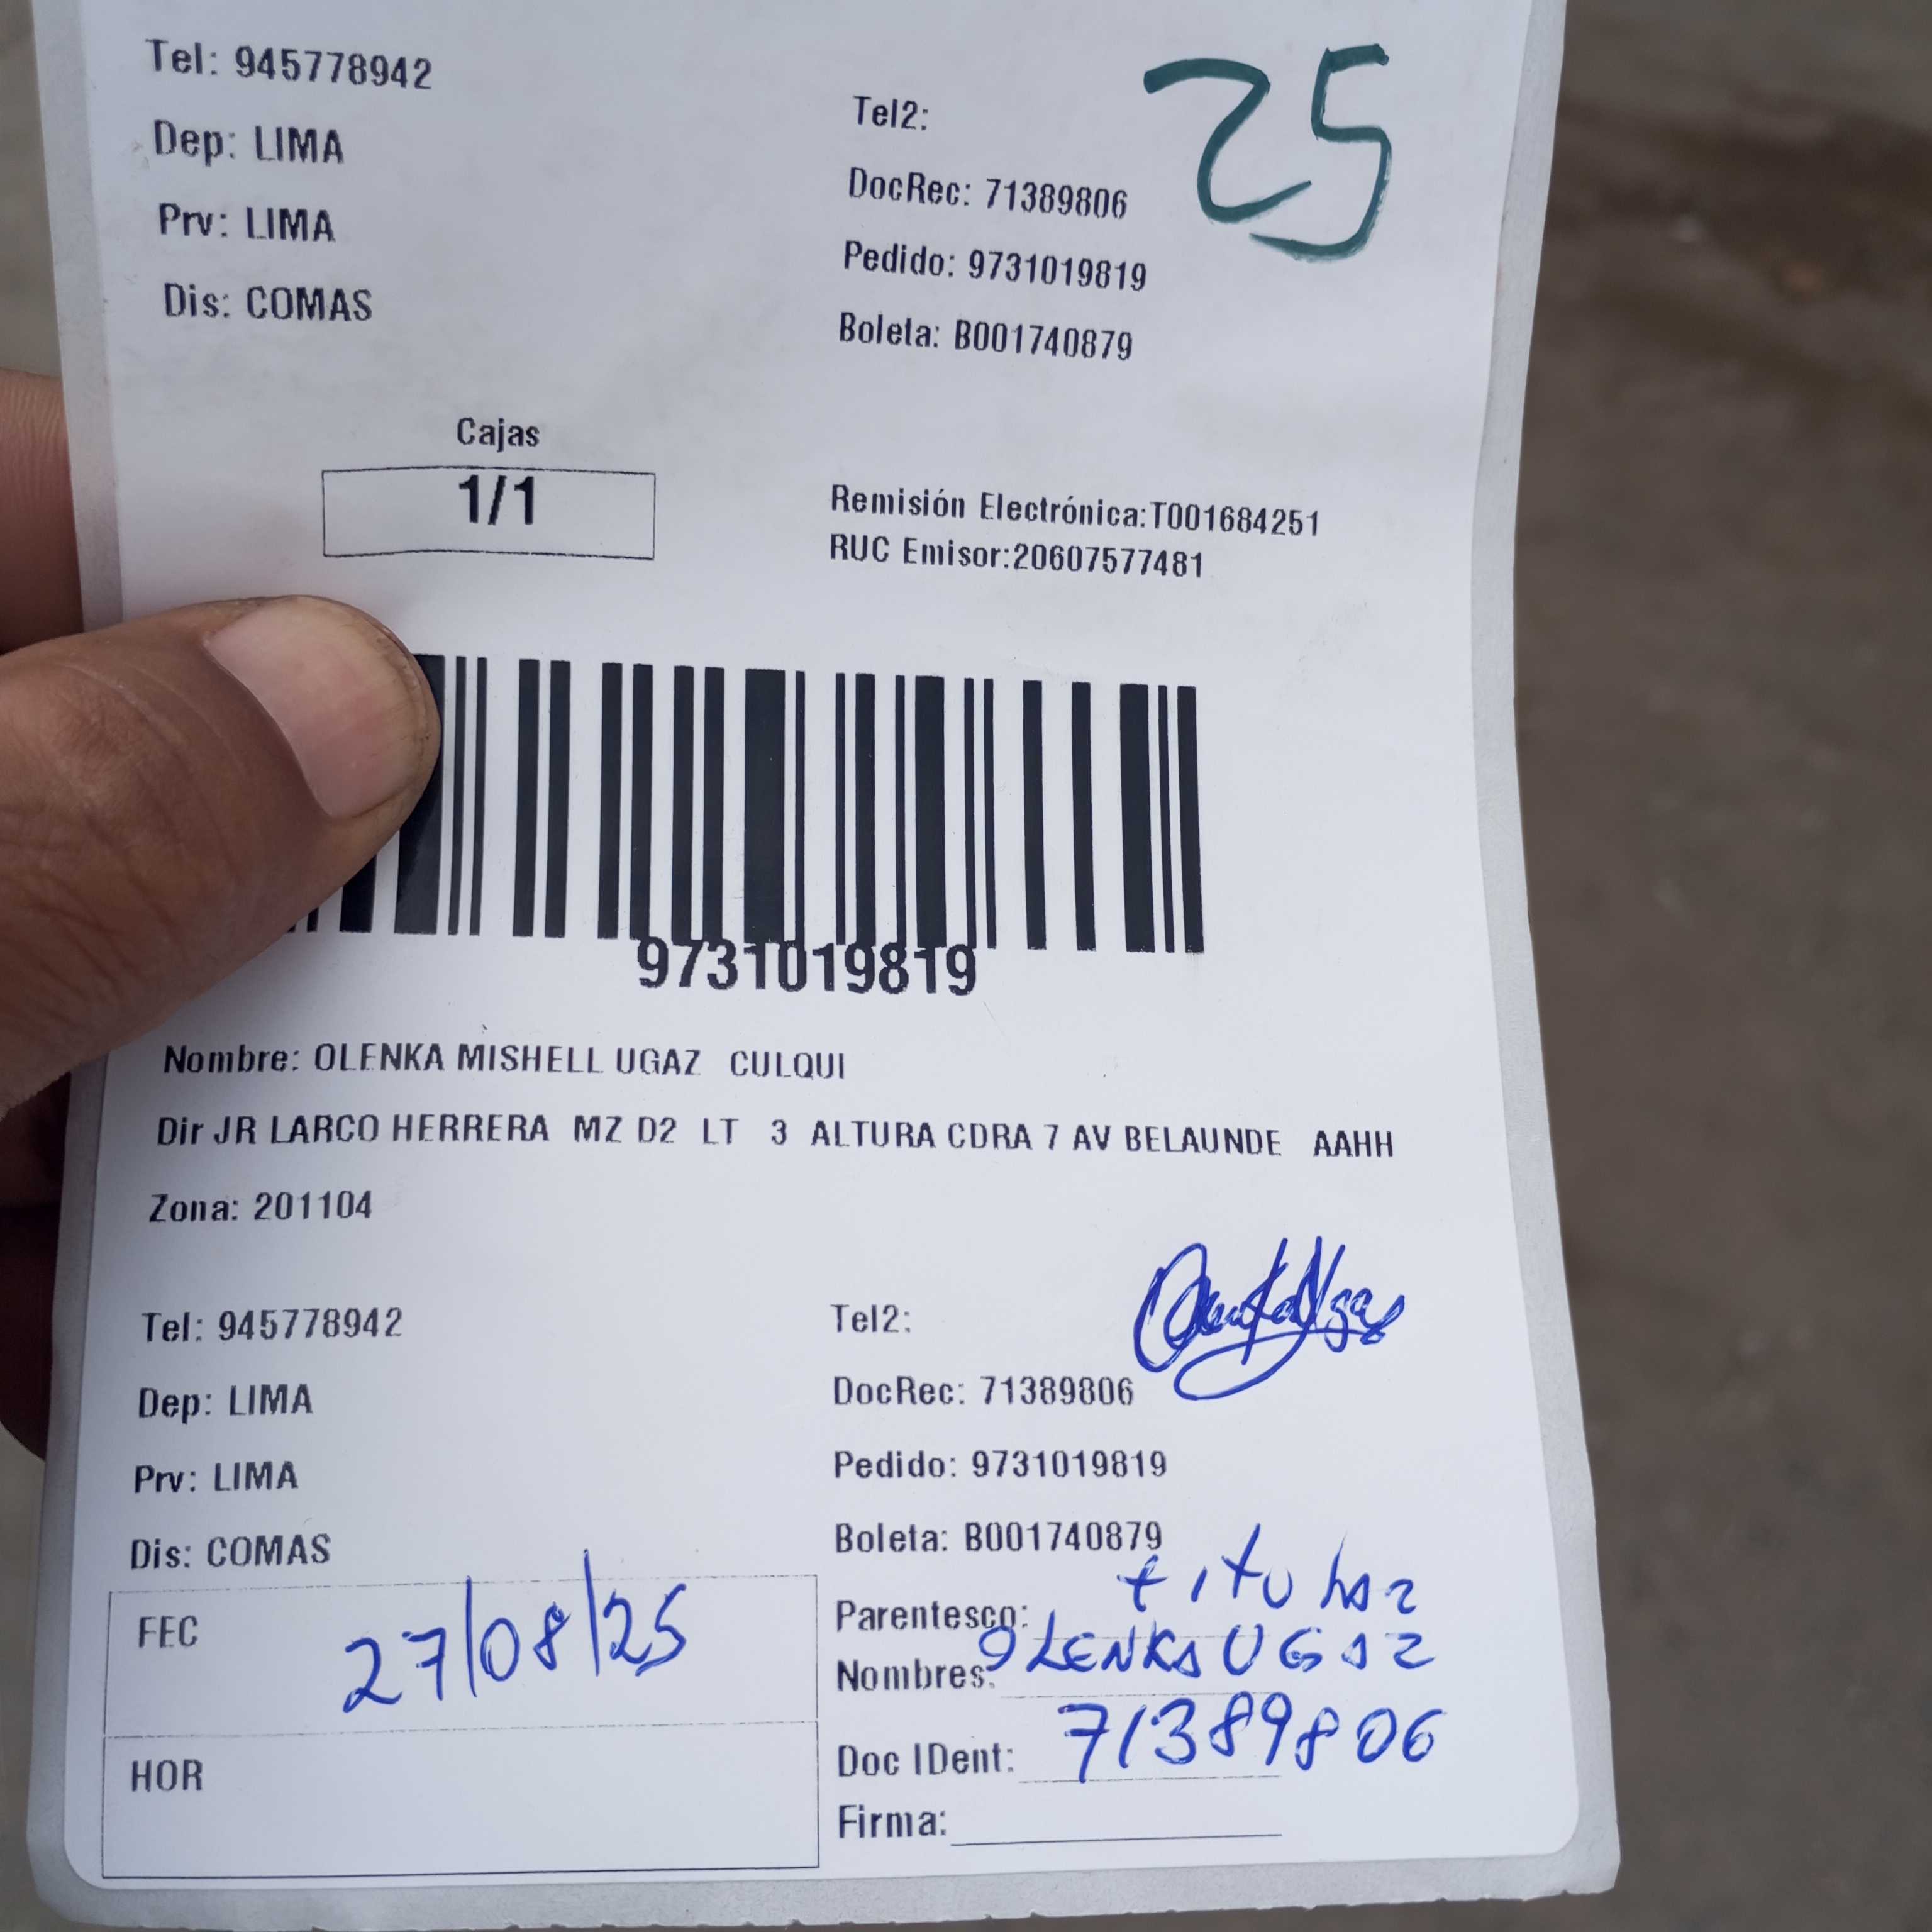 Tel: 945778942
Dep: LIMA
Prv: LIMA
Dis: COMAS
Tel2:
DocRec: 71389806
Pedido: 9731019819
Boleta: B001740879
25
Cajas
1/1
Remisión Electrónica:T001684251
RUC Emisor:20607577481
9731019819
Nombre: OLENKA MISHELL UGAZ CULQUI
Dir JR LARCO HERRERA MZ D2 LT 3 ALTURA CDRA 7 AV BELAUNDE AAHH
Zona: 201104
Tel: 945778942
Dep: LIMA
Prv: LIMA
Dis: COMAS
Tel2:
DocRec: 71389806
Pedido: 9731019819
Boleta: B001740879
FEC 27/08/25
HOR
Parentesco:
Nombres: OLENKA UGAZ
Doc IDent: 71389806
Firma: